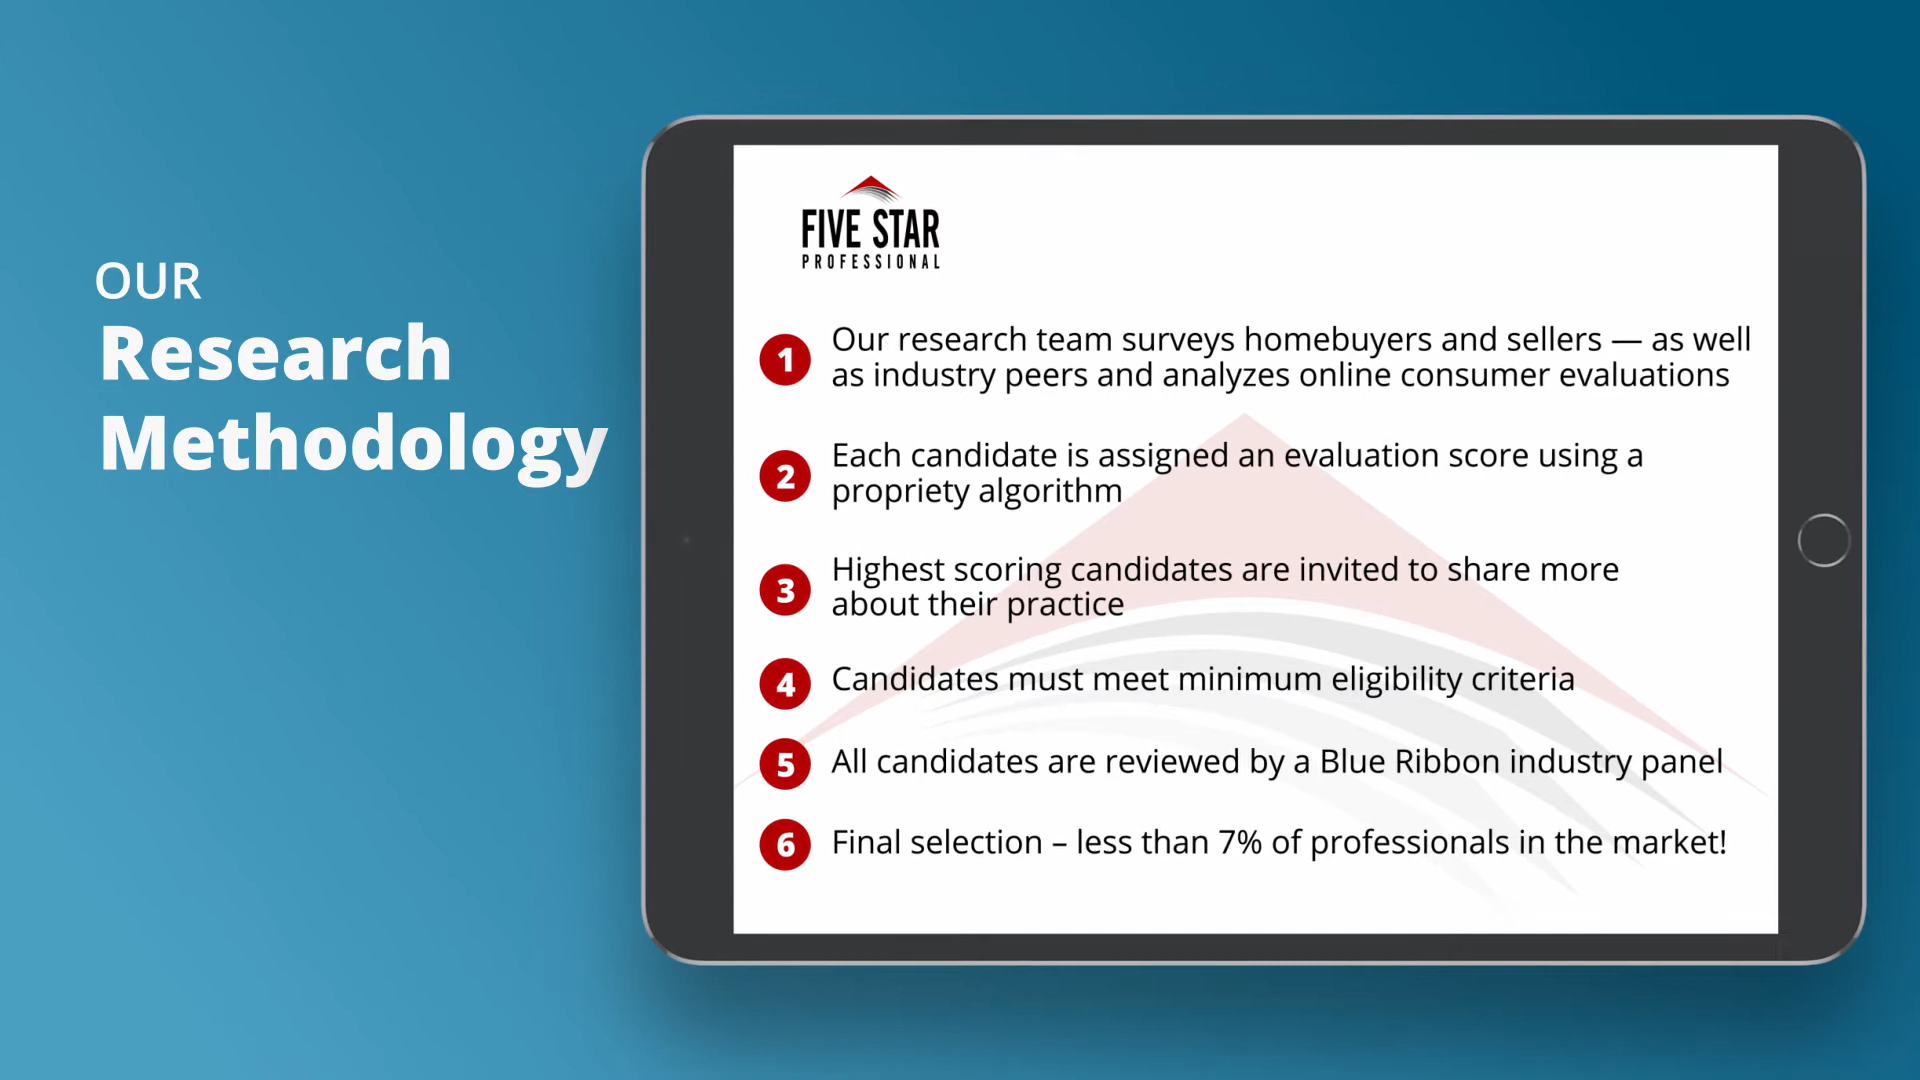 OUR
Research
Methodology
FIVE STAR
PROFESSIONAL
1 Our research team surveys homebuyers and sellers — as well
as industry peers and analyzes online consumer evaluations
2 Each candidate is assigned an evaluation score using a
propriety algorithm
3 Highest scoring candidates are invited to share more
about their practice
4 Candidates must meet minimum eligibility criteria
5 All candidates are reviewed by a Blue Ribbon industry panel
6 Final selection – less than 7% of professionals in the market!